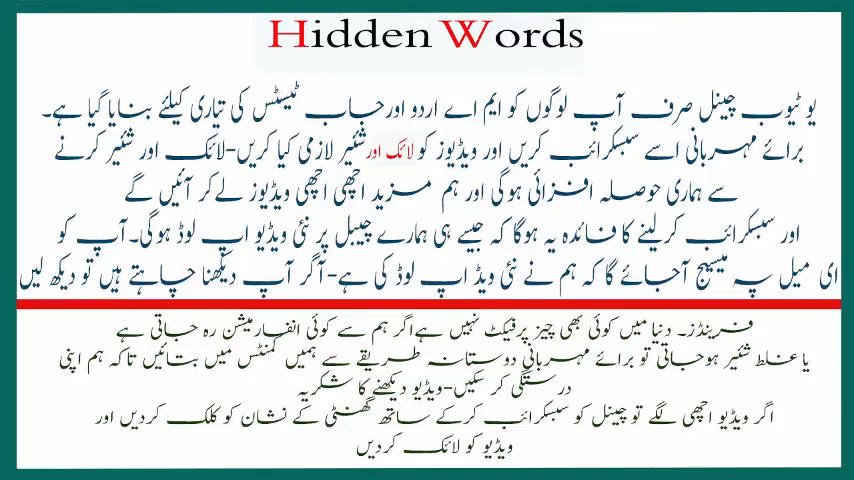 Hidden Words
یو ٹیوب چینل صرف آپ لوگوں کو ایم اے اردو اورجاب ٹیسٹس کی تیاری کیلئے بنایا گیا ہے۔
برائے مہربانی اسے سبسکرائب کریں اور ویڈیوز کو لائک اور شئیر لازمی کیا کریں-لائک اور شئیر کرنے
سے ہماری حوصلہ افزائی ہوگی اور ہم مزید اچھی اچھی ویڈیوز لے کر آئیں گے
اور سبسکرائب کرلینے کا فائدہ یہ ہوگا کہ جیسے ہی ہمارے چیبل پر نئی ویڈیو اپ لوڈ ہوگی۔آپ کو
ای میل پہ میسیج آجائے گا کہ ہم نے نئی ویڈ اپ لوڈ کی ہے-آگر آپ دیکھنا چاہتے ہیں تو دیکھ لیں
فرینڈز۔ دنیا میں کوئی بھی چیز پرفیکٹ نہیں ہے اگر ہم سے کوئی انفارمیشن رہ جاتی ہے
یا غلط شئیر ہوجاتی تو برائے مہربانی دوستانہ طریقے سے ہمیں کمنٹس میں بتائیں تاکہ ہم اپنی
درستگی کر سکیں-ویڈیو دیکھنے کا شکریہ
اگر ویڈیو اچھی لگے تو چینل کو سبسکرائب کرکے ساتھ گھنٹی کے نشان کو کلک کردیں اور
ویڈیو کو لائک کردیں